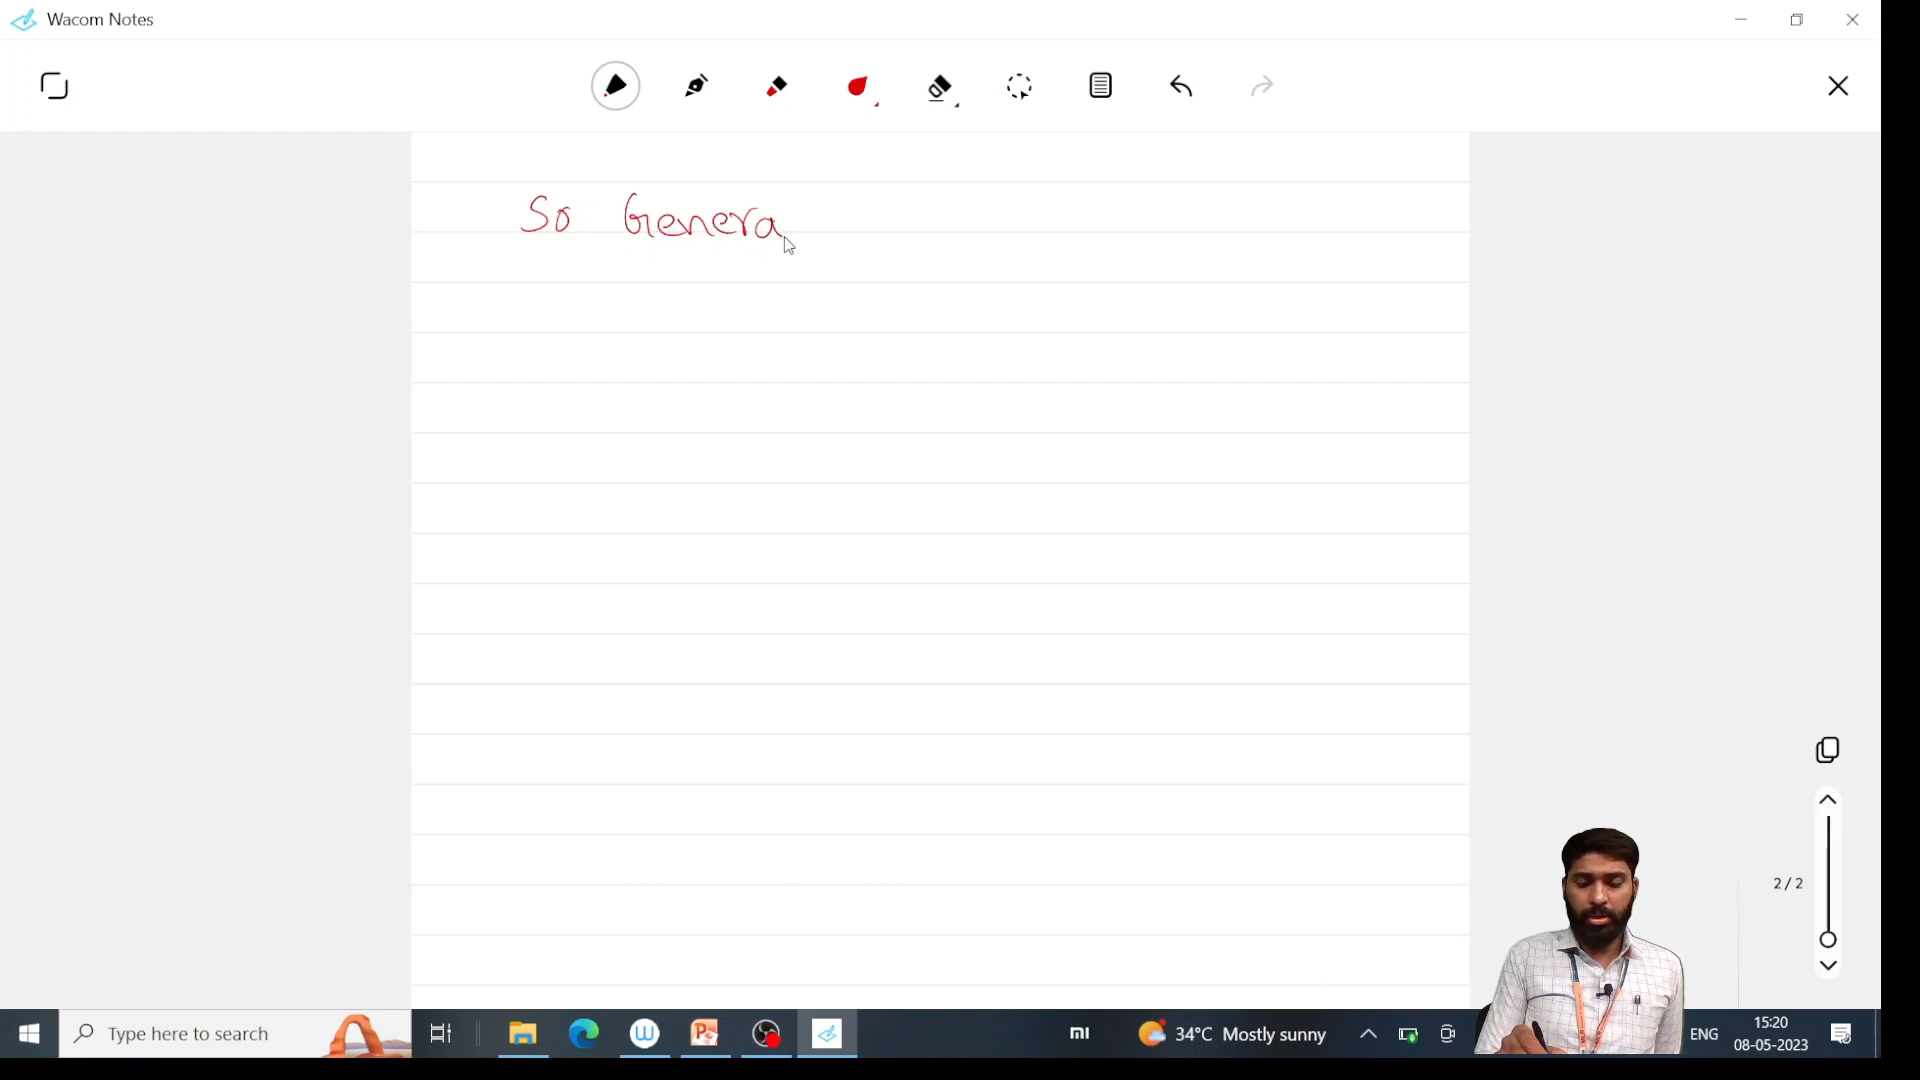 Wacom Notes
So Genera
2 / 2
Type here to search
mi
34°C Mostly sunny
ENG
15:20
08-05-2023